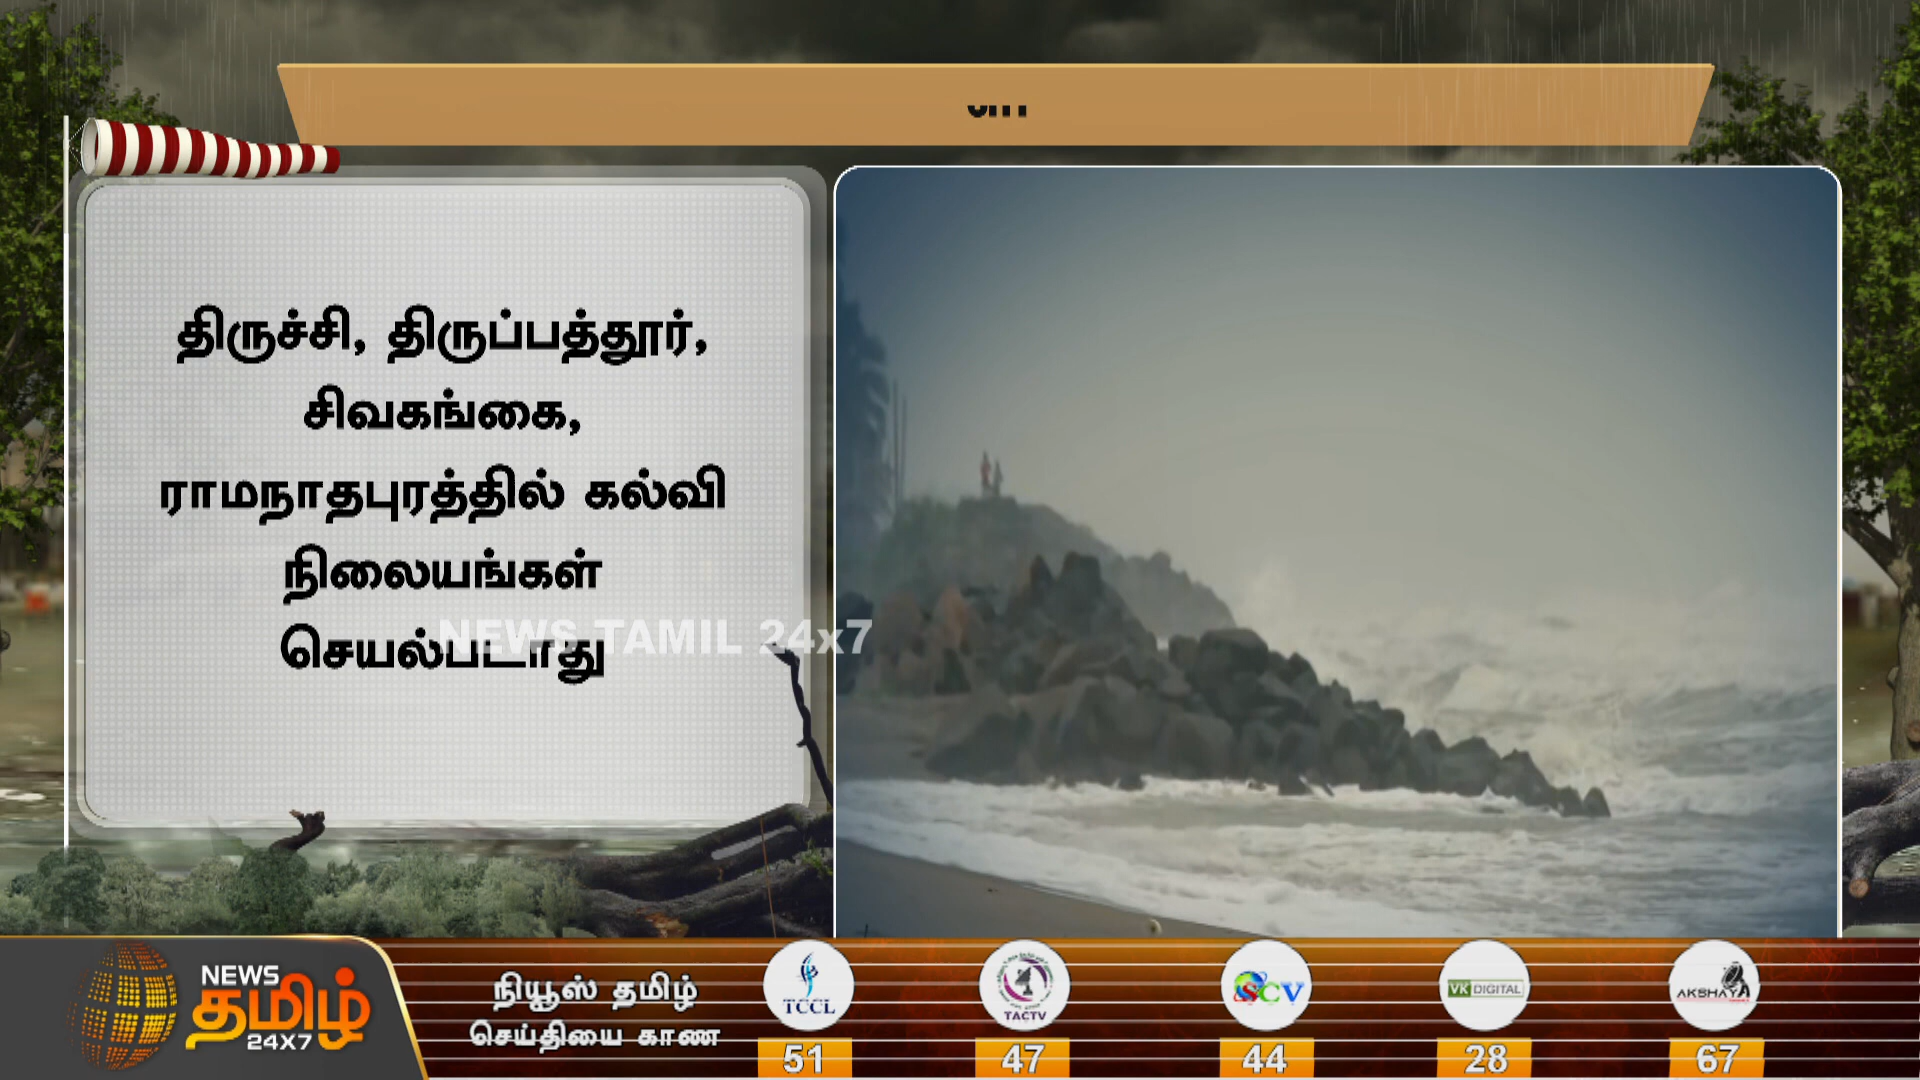 திருச்சி, திருப்பத்தூர்,
சிவகங்கை,
ராமநாதபுரத்தில் கல்வி
நிலையங்கள்
செயல்படாது
NEWS TAMIL 24x7
NEWS
தமிழ்
24X7
நியூஸ் தமிழ்
செய்தியை காண
TCCL
51
TACTV
47
SCV
44
VK DIGITAL
28
AKSHAYA
67